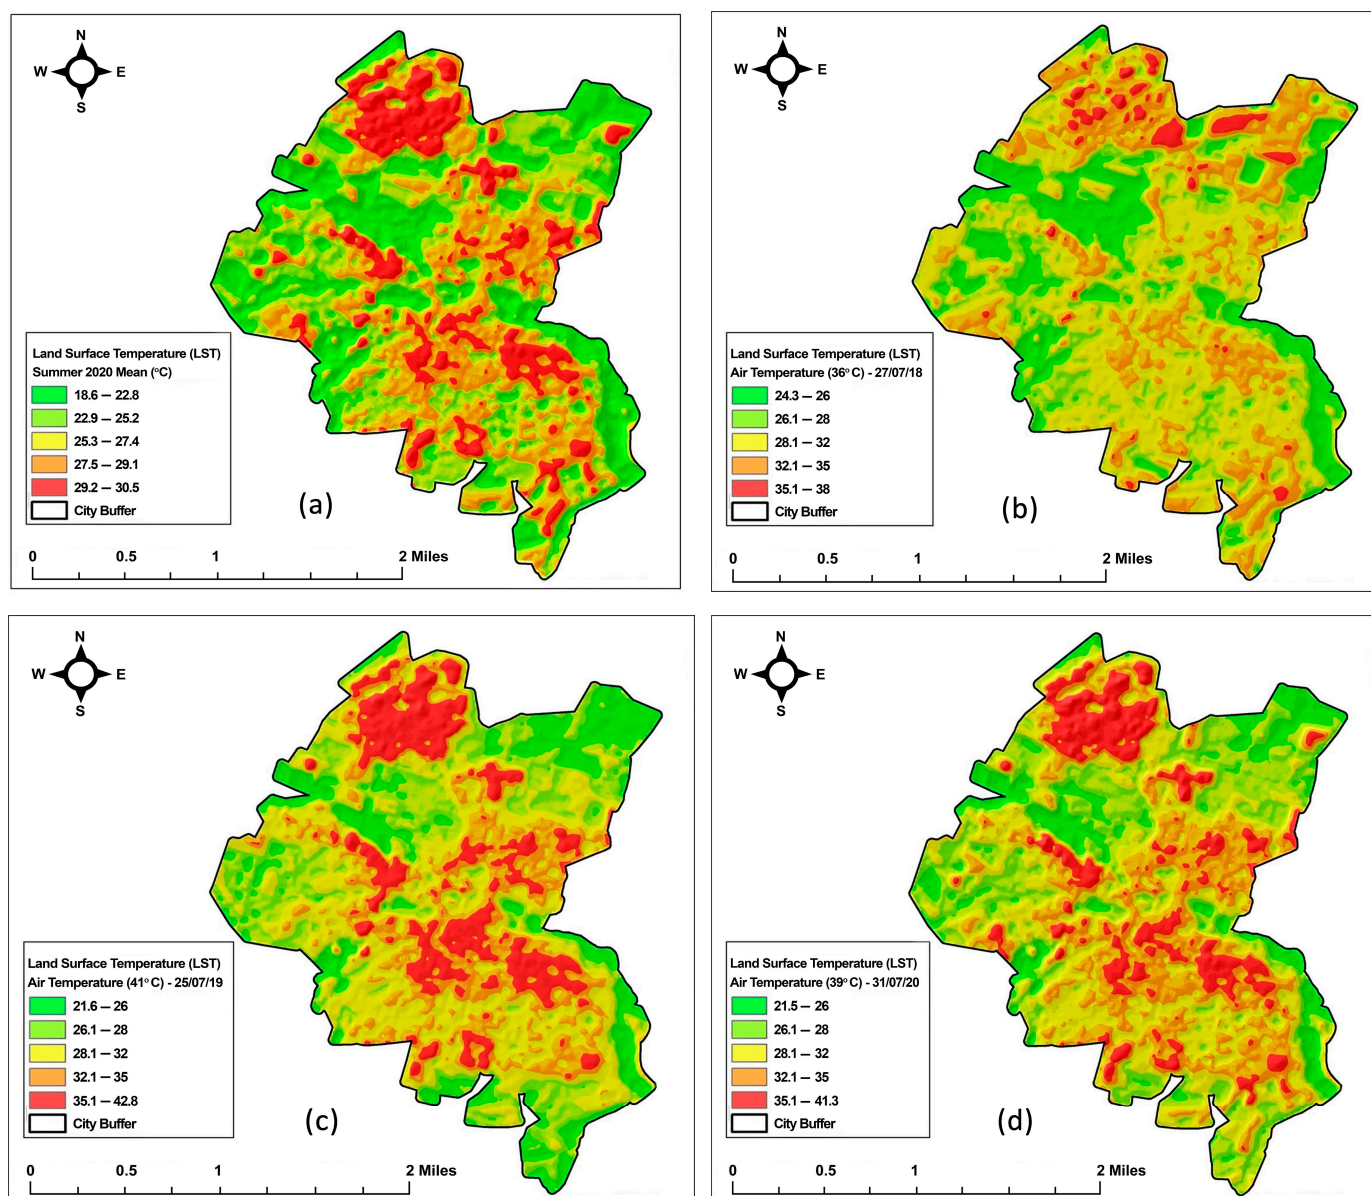 N
W E
S
Land Surface Temperature (LST)
Summer 2020 Mean (°C)
18.6 – 22.8
22.9 – 25.2
25.3 – 27.4
27.5 – 29.1
29.2 – 30.5
City Buffer
(a)
0 0.5 1 2 Miles
N
W E
S
Land Surface Temperature (LST)
Air Temperature (36°C) - 27/07/18
24.3 – 26
26.1 – 28
28.1 – 32
32.1 – 35
35.1 – 38
City Buffer
(b)
0 0.5 1 2 Miles
N
W E
S
Land Surface Temperature (LST)
Air Temperature (41°C) - 25/07/19
21.6 – 26
26.1 – 28
28.1 – 32
32.1 – 35
35.1 – 42.8
City Buffer
(c)
0 0.5 1 2 Miles
N
W E
S
Land Surface Temperature (LST)
Air Temperature (39°C) - 31/07/20
21.5 – 26
26.1 – 28
28.1 – 32
32.1 – 35
35.1 – 41.3
City Buffer
(d)
0 0.5 1 2 Miles